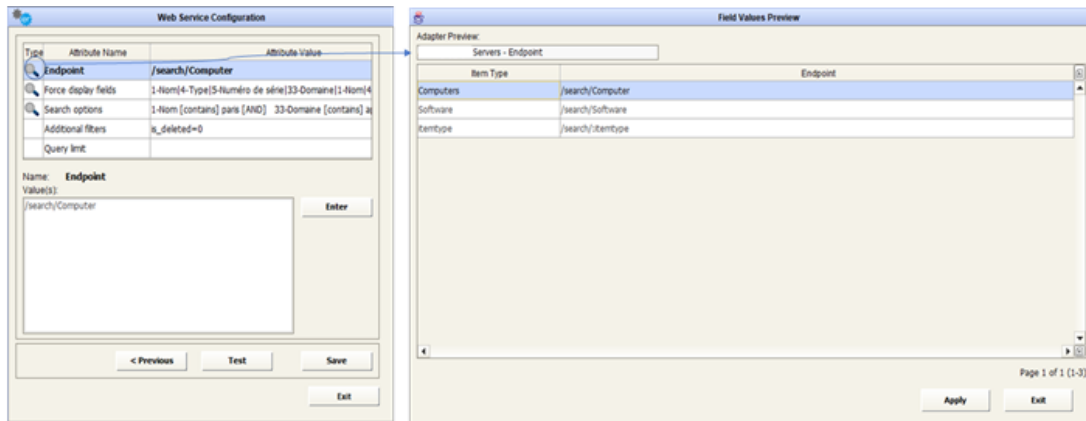 Web Service Configuration
Type Attribute Name Attribute Value
Endpoint /search/Computer
Force display fields 1-Nom|4-Type|5-Numéro de série|33-Domaine|1-Nom|4
Search options 1-Nom [contains] paris [AND] 33-Domaine [contains] a
Additional filters is_deleted=0
Query limit
Name: Endpoint
Value(s):
/search/Computer
Enter
< Previous Test Save
Exit
Field Values Preview
Adapter Preview:
Servers - Endpoint
Item Type Endpoint
Computers /search/Computer
Software /search/Software
itemtype /search/:itemtype
Page 1 of 1 (1-3)
Apply Exit